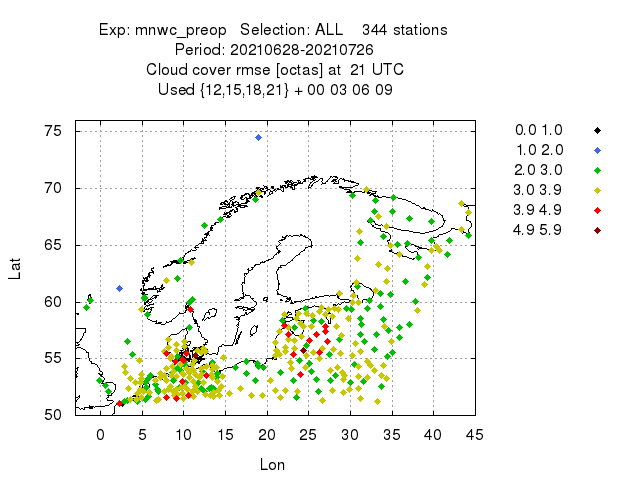 Exp: mnwc_preop Selection: ALL 344 stations
Period: 20210628-20210726
Cloud cover rmse [octas] at 21 UTC
Used {12,15,18,21} + 00 03 06 09
75
70
65
60
55
50
Lat
0 5 10 15 20 25 30 35 40 45
Lon
0.0 1.0
1.0 2.0
2.0 3.0
3.0 3.9
3.9 4.9
4.9 5.9